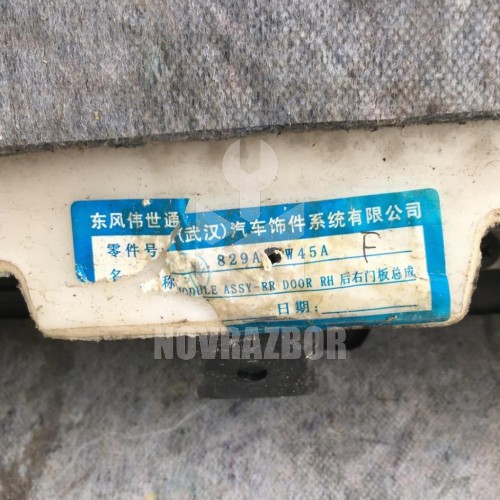 东风伟世通(武汉)汽车饰件系统有限公司
零件号 829A W45A F
名 称 MODULE ASSY-RR DOOR RH 后右门板总成
日期:
NOVRAZBOR